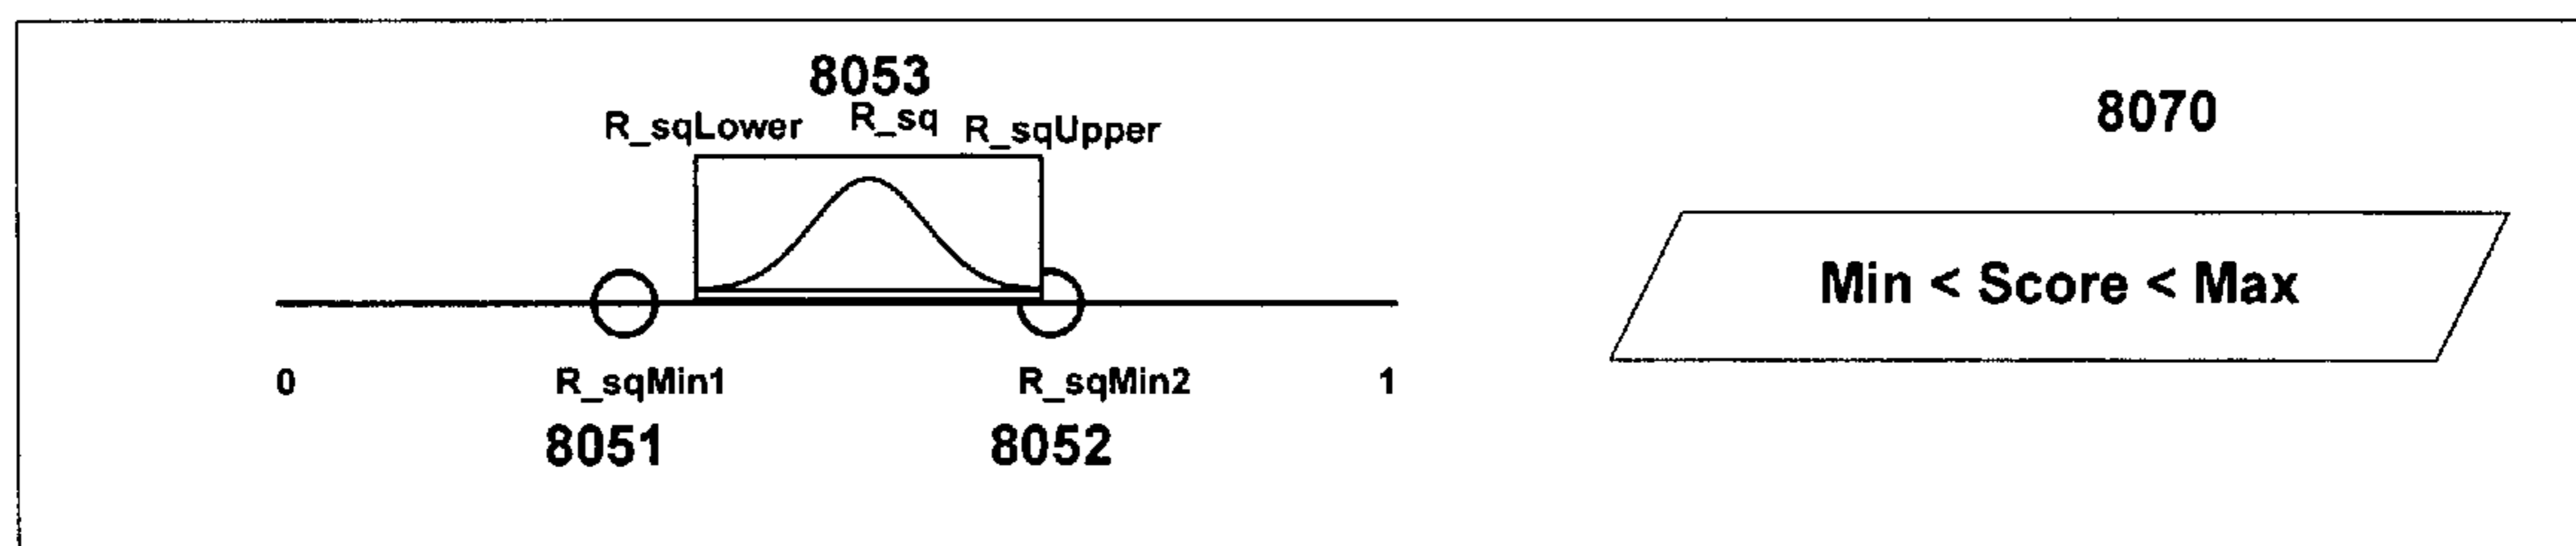 8053
R_sqLower R_sq R_sqUpper
8070
Min < Score < Max
0 R_sqMin1 R_sqMin2 1
8051 8052